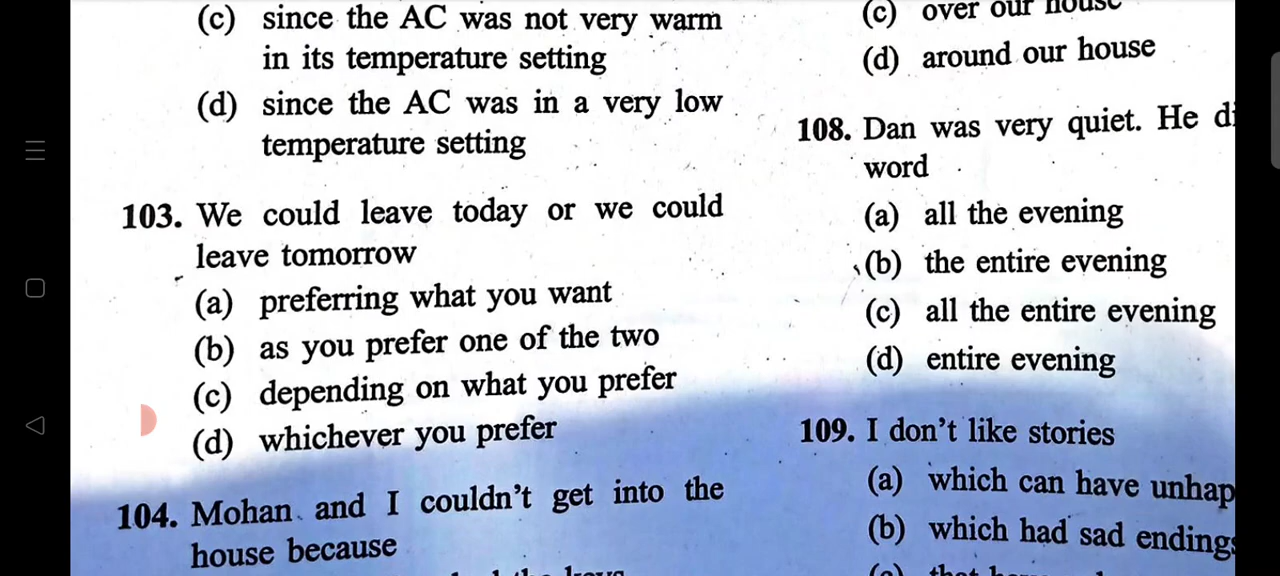 (c) since the AC was not very warm
in its temperature setting
(d) since the AC was in a very low
temperature setting
103. We could leave today or we could
leave tomorrow
(a) preferring what you want
(b) as you prefer one of the two
(c) depending on what you prefer
(d) whichever you prefer
104. Mohan and I couldn't get into the
house because
(c) over our house
(d) around our house
108. Dan was very quiet. He
word
(a) all the evening
(b) the entire evening
(c) all the entire evening
(d) entire evening
109. I don't like stories
(a) which can have
(b) which had sad endings